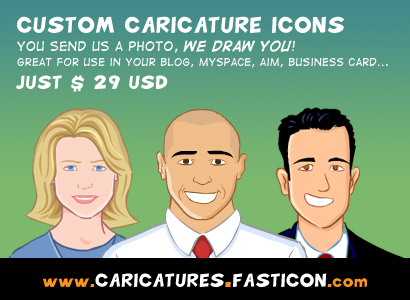 CUSTOM CARICATURE ICONS
YOU SEND US A PHOTO, WE DRAW YOU!
GREAT FOR USE IN YOUR BLOG, MYSPACE, AIM, BUSINESS CARD...
JUST $ 29 USD
www.CARICATURES.FASTICON.com